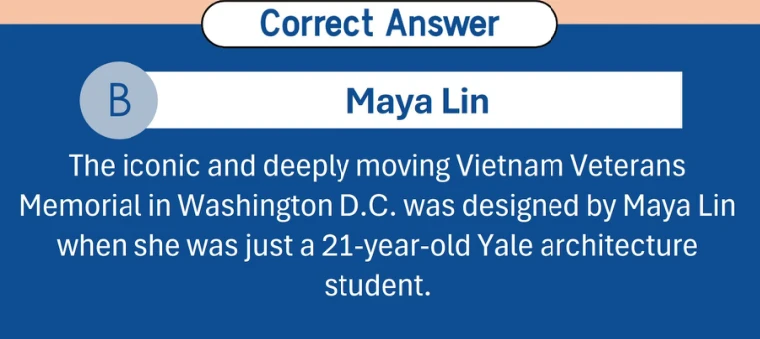 Correct Answer
B
Maya Lin
The iconic and deeply moving Vietnam Veterans
Memorial in Washington D.C. was designed by Maya Lin
when she was just a 21-year-old Yale architecture
student.